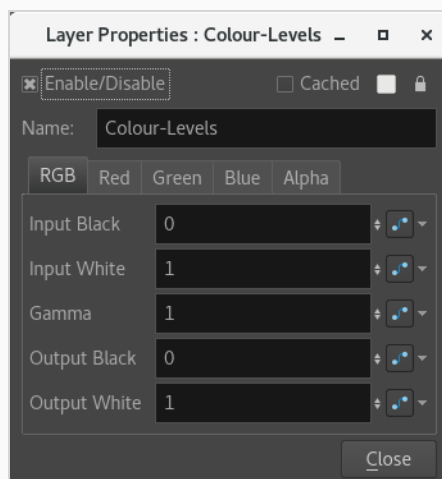 Layer Properties : Colour-Levels
Enable/Disable Cached
Name: Colour-Levels
RGB Red Green Blue Alpha
Input Black 0
Input White 1
Gamma 1
Output Black 0
Output White 1
Close